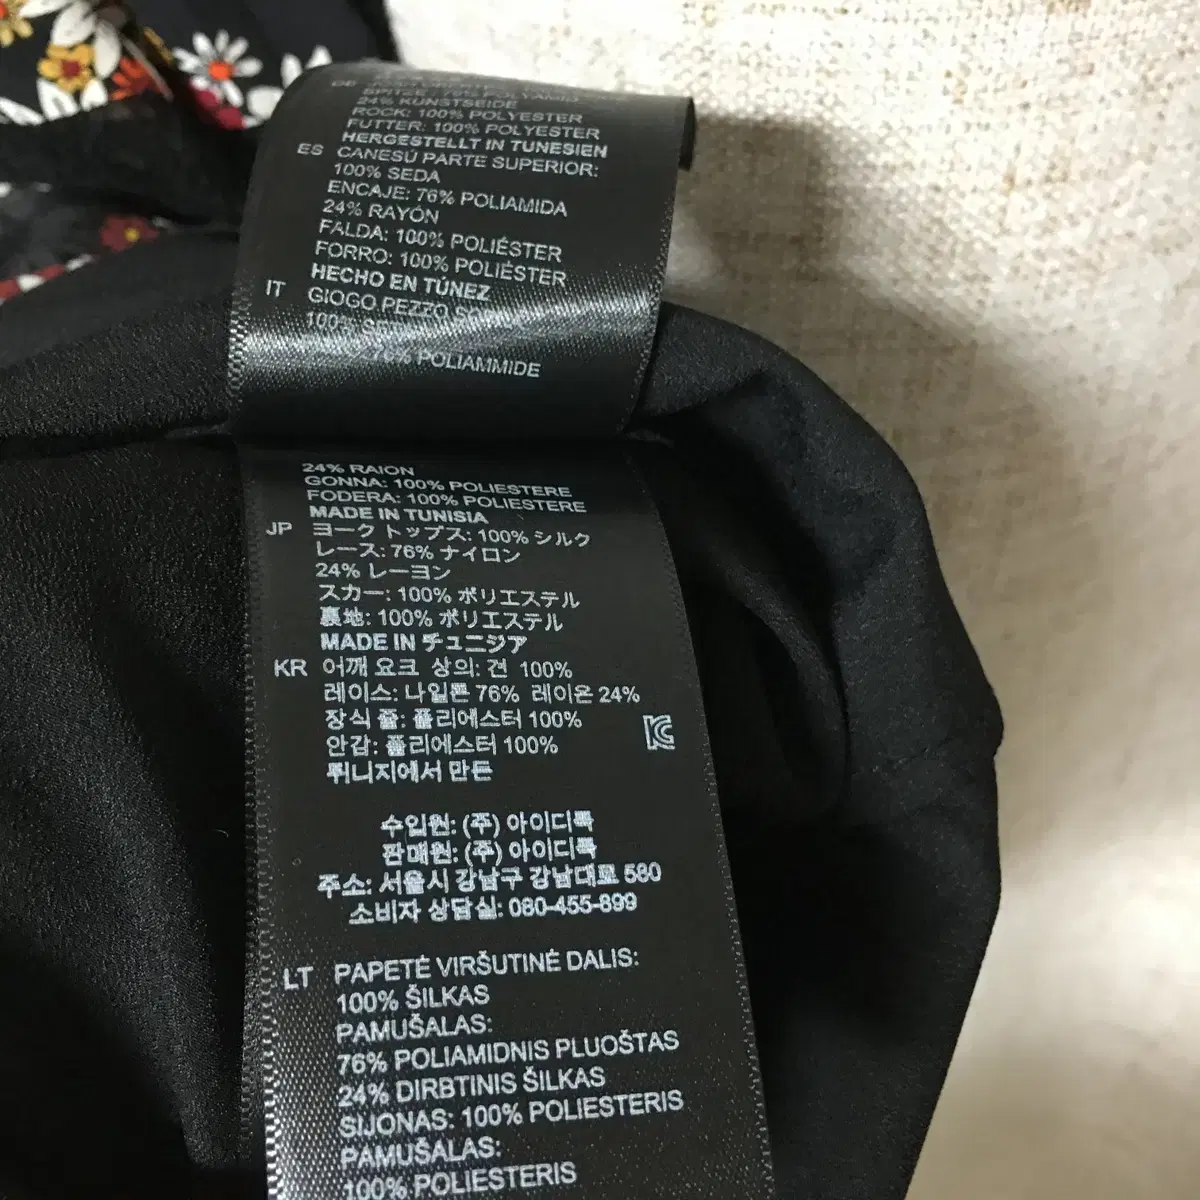 24% KUNSTSEIDE
ROCK: 100% POLYESTER
FUTTER: 100% POLYESTER
HERGESTELLT IN TUNESIEN
ES CANESÚ PARTE SUPERIOR:
100% SEDA
ENCAJE: 76% POLIAMIDA
24% RAYÓN
FALDA: 100% POLIÉSTER
FORRO: 100% POLIÉSTER
HECHO EN TÚNEZ
IT GIOGO PEZZO
100%
76% POLIAMMIDE
24% RAION
GONNA: 100% POLIESTERE
FODERA: 100% POLIESTERE
MADE IN TUNISIA
JP ヨーク トップス: 100% シルク
レース: 76% ナイロン
24% レーヨン
スカー: 100% ポリエステル
裏地: 100% ポリエステル
MADE IN チュニジア
KR 어깨 요크 상의: 견 100%
레이스: 나일론 76% 레이온 24%
장식 줄: 폴리에스터 100%
안감: 폴리에스터 100%
튀니지에서 만든
수입원: (주) 아이디룩
판매원: (주) 아이디룩
주소: 서울시 강남구 강남대로 580
소비자 상담실: 080-455-899
LT PAPETĖ VIRŠUTINĖ DALIS:
100% ŠILKAS
PAMUŠALAS:
76% POLIAMIDNIS PLUOŠTAS
24% DIRBTINIS ŠILKAS
SIJONAS: 100% POLIESTERIS
PAMUŠALAS:
100% POLIESTERIS